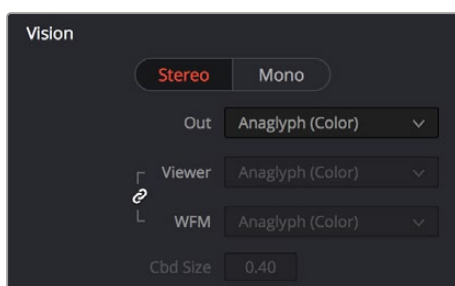 Vision
Stereo Mono
Out Anaglyph (Color)
Viewer Anaglyph (Color)
WFM Anaglyph (Color)
Cbd Size 0.40